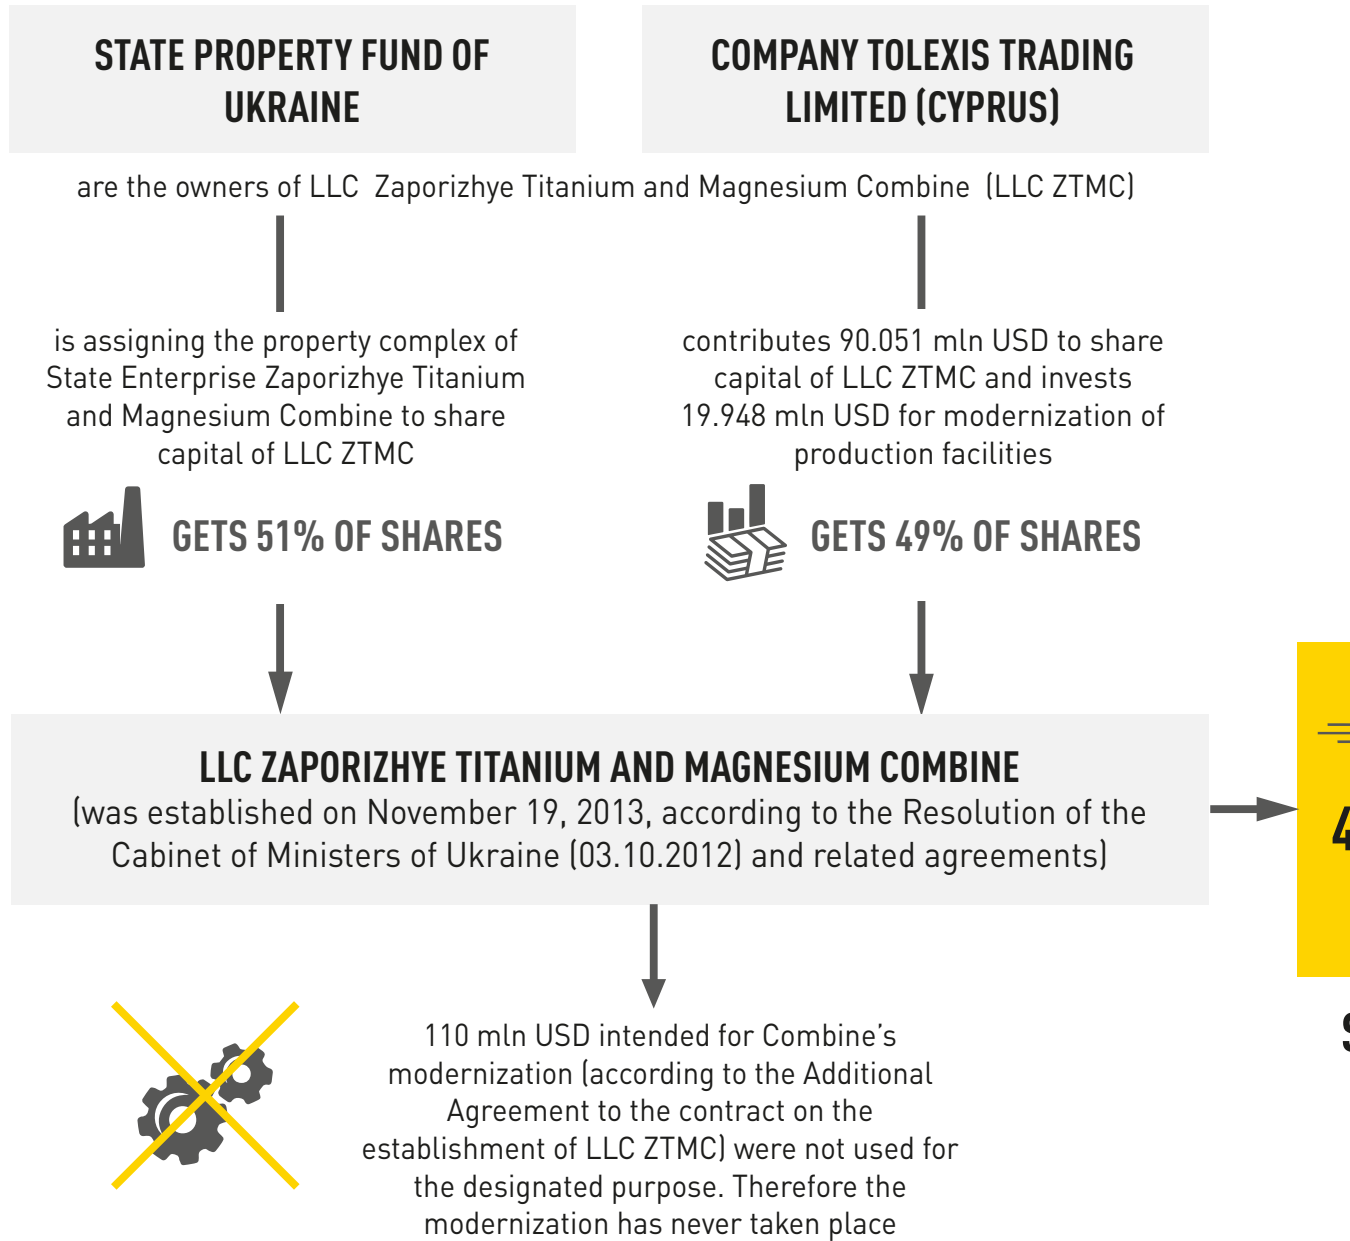 STATE PROPERTY FUND OF
UKRAINE
COMPANY TOLEXIS TRADING
LIMITED (CYPRUS)
are the owners of LLC Zaporizhye Titanium and Magnesium Combine (LLC ZTMC)
is assigning the property complex of
State Enterprise Zaporizhye Titanium
and Magnesium Combine to share
capital of LLC ZTMC
GETS 51% OF SHARES
contributes 90.051 mln USD to share
capital of LLC ZTMC and invests
19.948 mln USD for modernization of
production facilities
GETS 49% OF SHARES
LLC ZAPORIZHYE TITANIUM AND MAGNESIUM COMBINE
(was established on November 19, 2013, according to the Resolution of the
Cabinet of Ministers of Ukraine (03.10.2012) and related agreements)
110 mln USD intended for Combine's
modernization (according to the Additional
Agreement to the contract on the
establishment of LLC ZTMC) were not used for
the designated purpose. Therefore the
modernization has never taken place